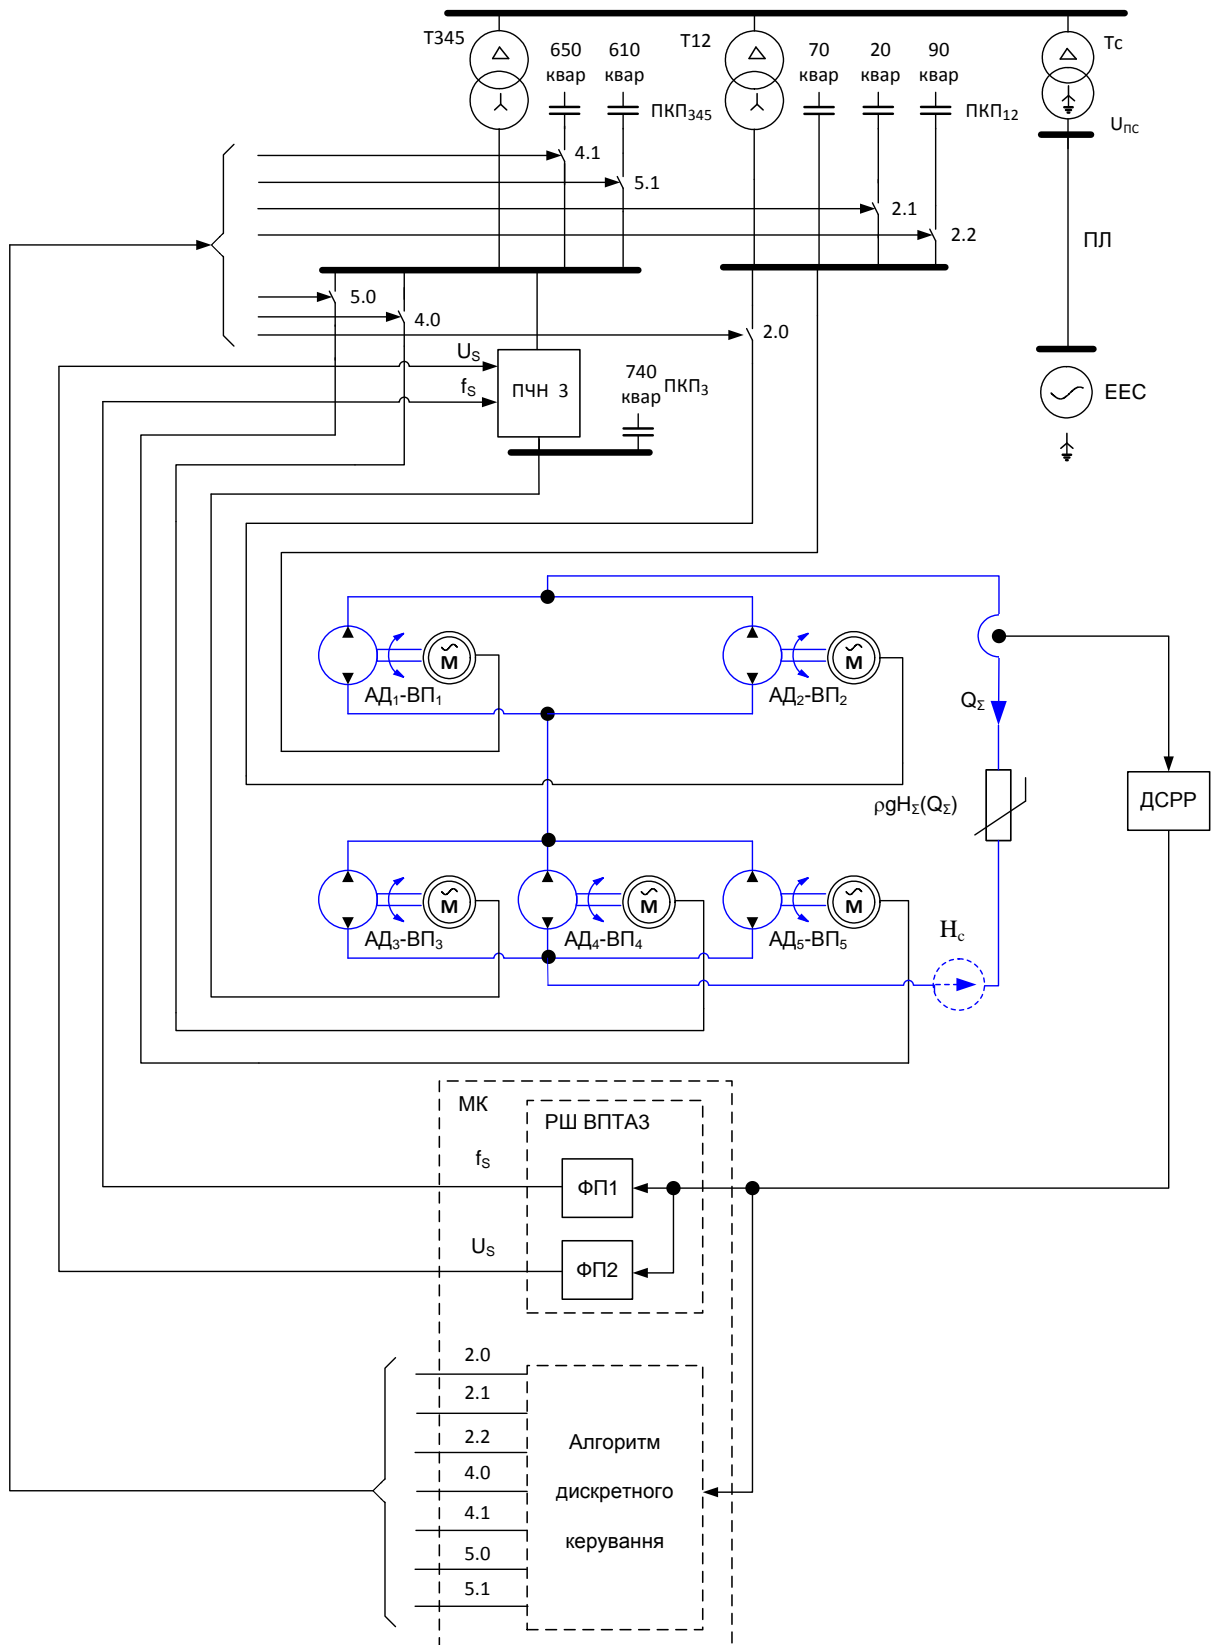 Т345
650
квар
610
квар
ПКП345
Т12
70
квар
20
квар
90
квар
ПКП12
Тс
Uпс
4.1
5.1
2.1
2.2
ПЛ
5.0
4.0
2.0
US
fS
ПЧН 3
740
квар
ПКП3
ЕЕС
М
АД1-ВП1
М
АД2-ВП2
QΣ
ρgHΣ(QΣ)
ДСРР
М
АД3-ВП3
М
АД4-ВП4
М
АД5-ВП5
Hc
МК
РШ ВПТАЗ
fS
ФП1
US
ФП2
2.0
2.1
2.2
4.0
4.1
5.0
5.1
Алгоритм
дискретного
керування